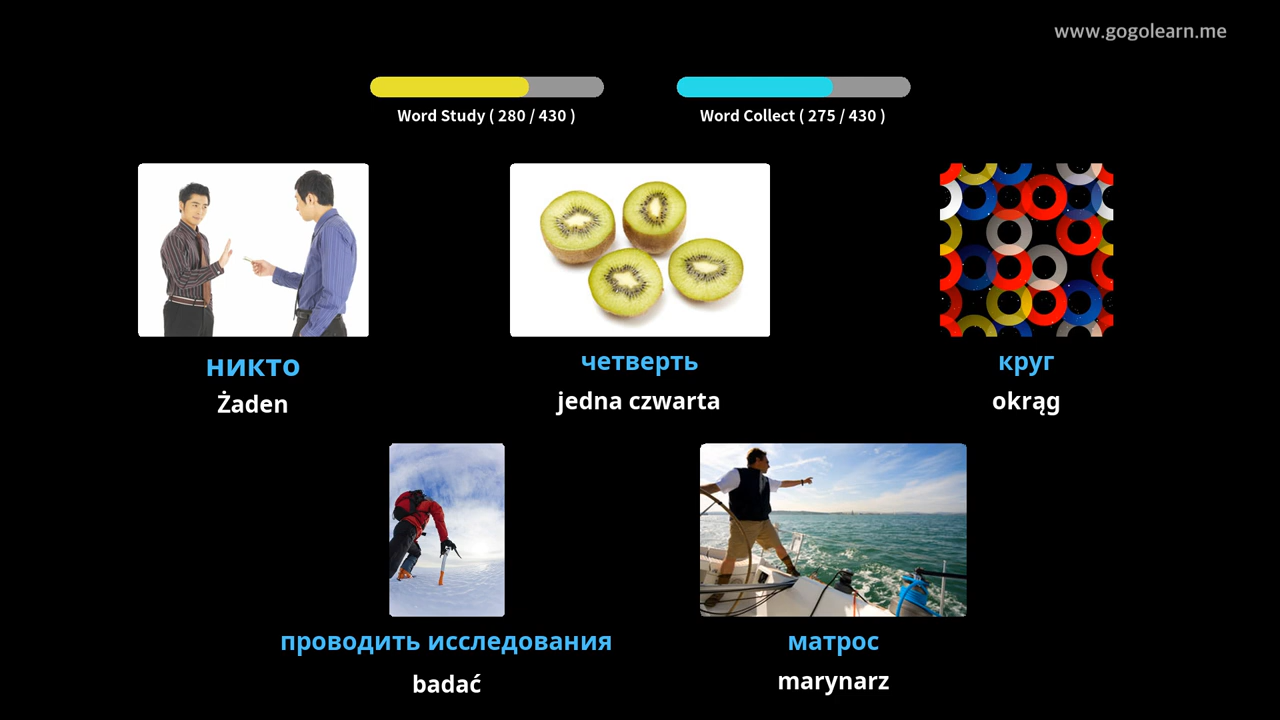 www.gogolearn.me
Word Study ( 280 / 430 )
Word Collect ( 275 / 430 )
никто
Żaden
четверть
jedna czwarta
круг
okrąg
проводить исследования
badać
матрос
marynarz